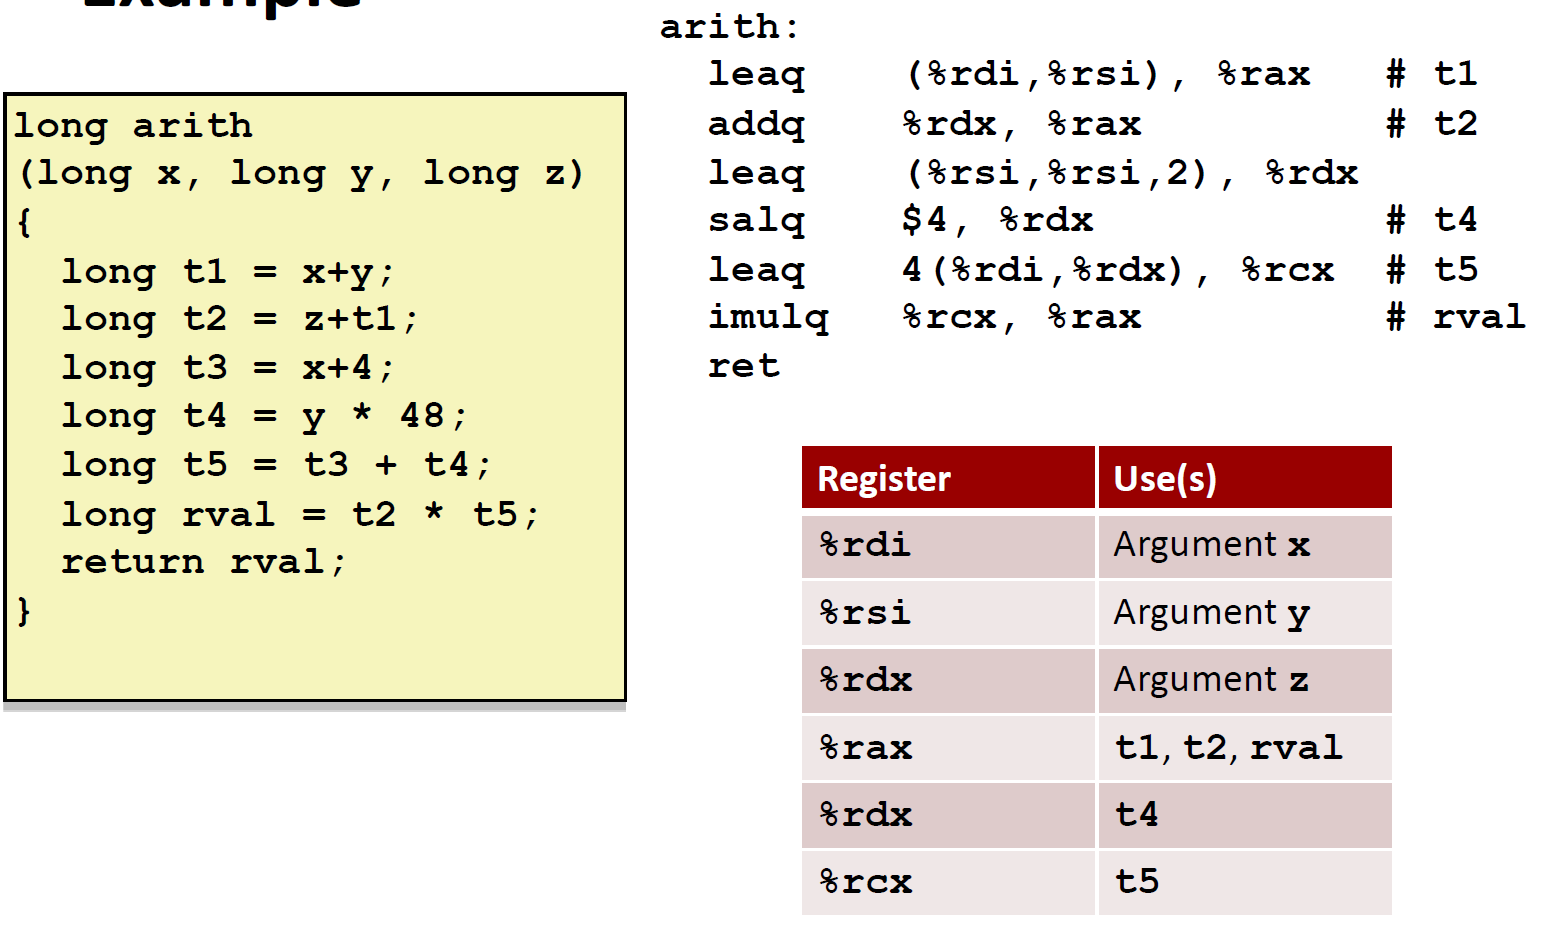 Example
long arith
(long x, long y, long z)
{
  long t1 = x+y;
  long t2 = z+t1;
  long t3 = x+4;
  long t4 = y * 48;
  long t5 = t3 + t4;
  long rval = t2 * t5;
  return rval;
}
arith:
  leaq    (%rdi,%rsi), %rax   # t1
  addq    %rdx, %rax          # t2
  leaq    (%rsi,%rsi,2), %rdx
  salq    $4, %rdx            # t4
  leaq    4(%rdi,%rdx), %rcx  # t5
  imulq   %rcx, %rax          # rval
  ret
Register Use(s)
%rdi Argument x
%rsi Argument y
%rdx Argument z
%rax t1, t2, rval
%rdx t4
%rcx t5